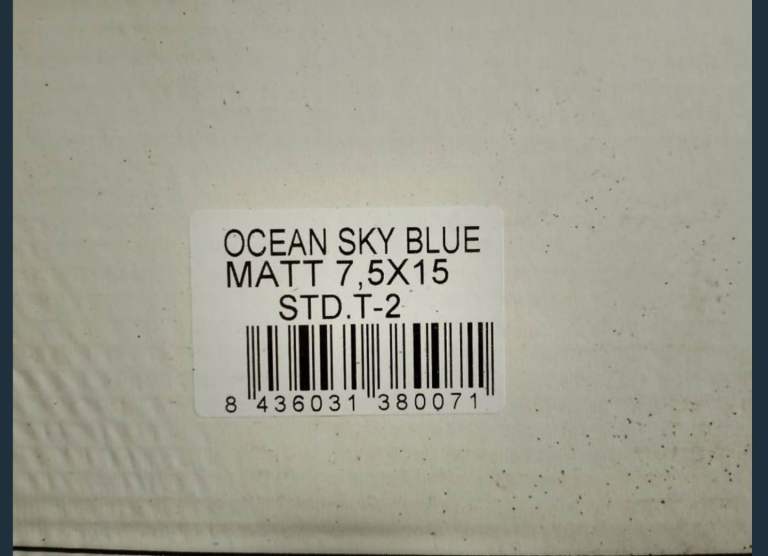 OCEAN SKY BLUE
MATT 7,5X15
STD.T-2
8 436031 380071